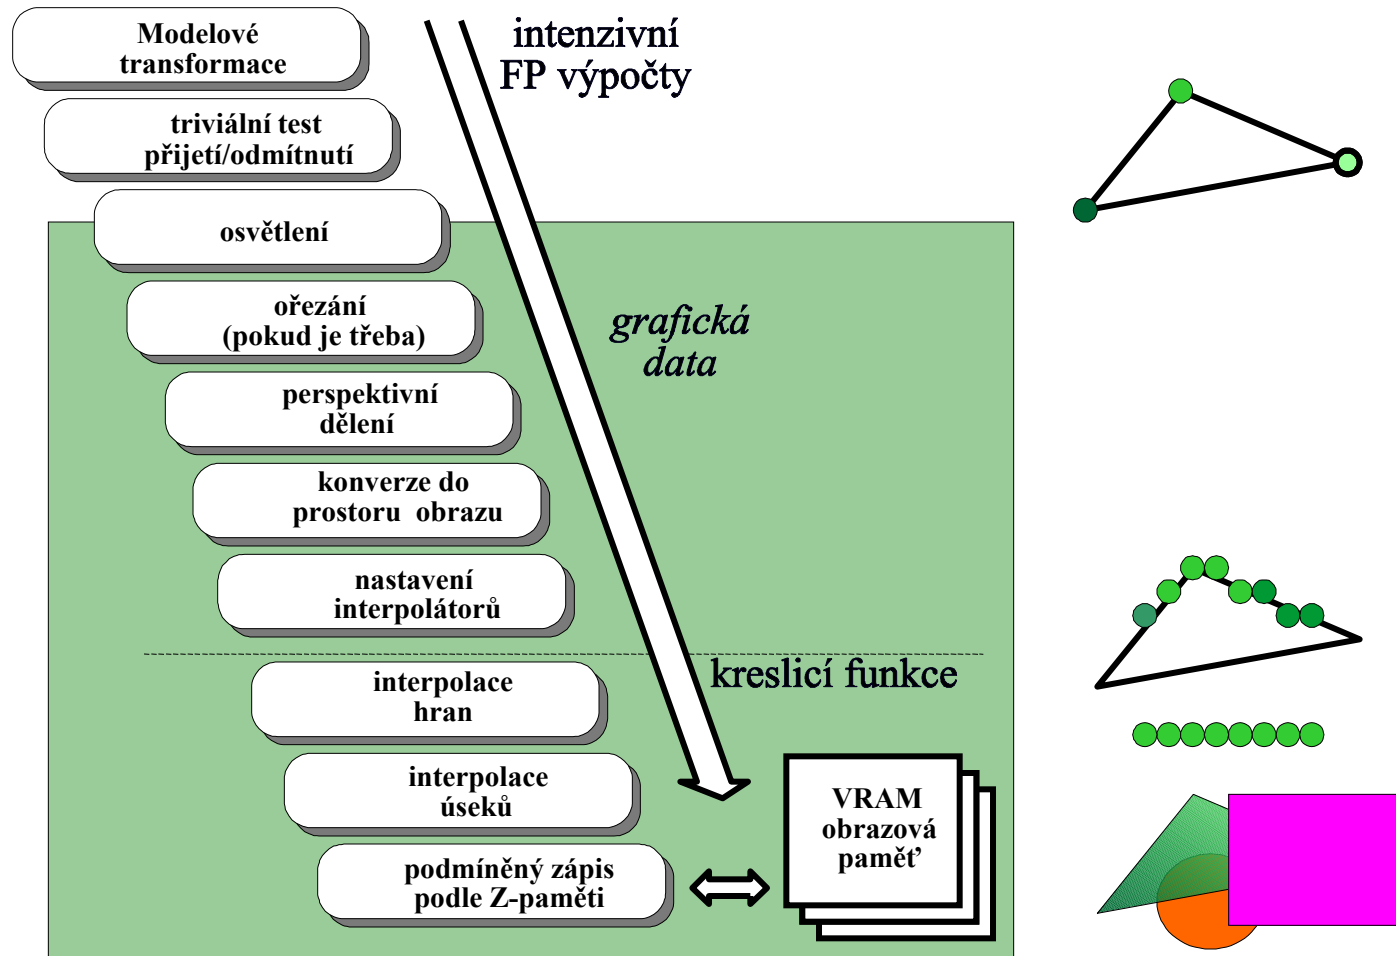 Modelové
transformace
intenzivní
FP výpočty
triviální test
přijetí/odmítnutí
osvětlení
ořezání
(pokud je třeba)
grafická
data
perspektivní
dělení
konverze do
prostoru obrazu
nastavení
interpolátorů
kreslicí funkce
interpolace
hran
interpolace
úseků
VRAM
obrazová
paměť
podmíněný zápis
podle Z-paměti